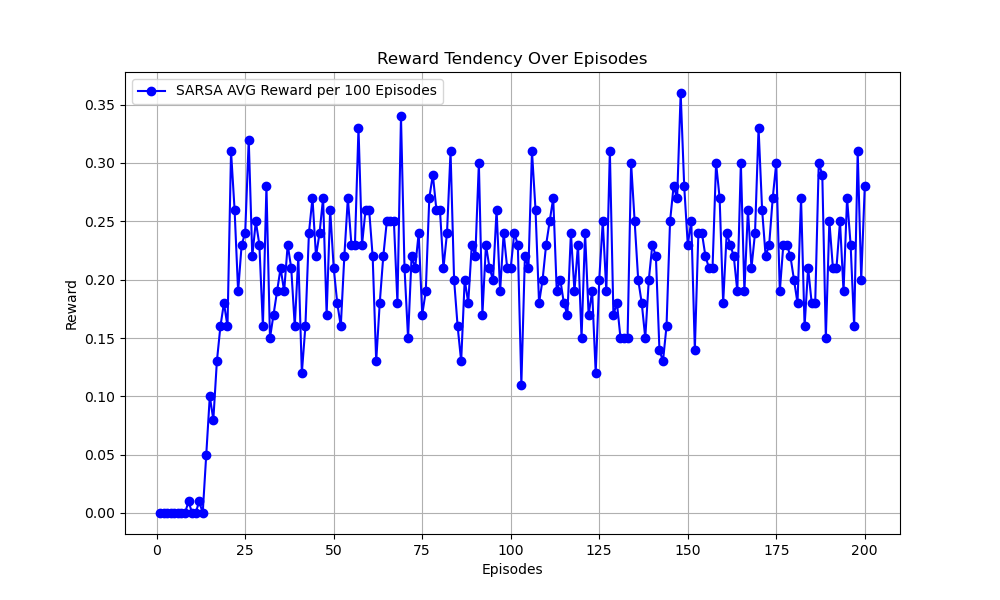 Reward Tendency Over Episodes
SARSA AVG Reward per 100 Episodes
0.35
0.30
0.25
0.20
0.15
0.10
0.05
0.00
Reward
0 25 50 75 100 125 150 175 200
Episodes